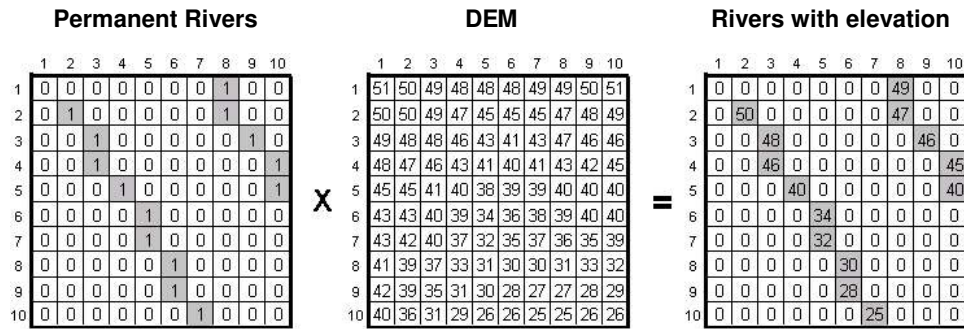 Permanent Rivers DEM Rivers with elevation
1 2 3 4 5 6 7 8 9 10 1 2 3 4 5 6 7 8 9 10 1 2 3 4 5 6 7 8 9 10
1 0 0 0 0 0 0 0 1 0 0 1 51 50 49 48 48 48 49 49 50 51 1 0 0 0 0 0 0 0 49 0 0
2 0 1 0 0 0 0 0 1 0 0 2 50 50 49 47 45 45 45 47 48 49 2 0 50 0 0 0 0 0 47 0 0
3 0 0 1 0 0 0 0 0 1 0 3 49 48 48 46 43 41 43 47 46 46 3 0 0 48 0 0 0 0 0 46 0
4 0 0 1 0 0 0 0 0 0 1 4 48 47 46 43 41 40 41 43 42 45 4 0 0 46 0 0 0 0 0 0 45
5 0 0 0 1 0 0 0 0 0 1 5 45 45 41 40 38 39 39 40 40 40 5 0 0 0 40 0 0 0 0 0 40
X =
6 0 0 0 0 1 0 0 0 0 0 6 43 43 40 39 34 36 38 39 40 40 6 0 0 0 0 34 0 0 0 0 0
7 0 0 0 0 1 0 0 0 0 0 7 43 42 40 37 32 35 37 36 35 39 7 0 0 0 0 32 0 0 0 0 0
8 0 0 0 0 0 1 0 0 0 0 8 41 39 37 33 31 30 30 31 33 32 8 0 0 0 0 0 30 0 0 0 0
9 0 0 0 0 0 1 0 0 0 0 9 42 39 35 31 30 28 27 27 28 29 9 0 0 0 0 0 28 0 0 0 0
10 0 0 0 0 0 0 1 0 0 0 10 40 36 31 29 26 26 25 25 26 26 10 0 0 0 0 0 0 25 0 0 0